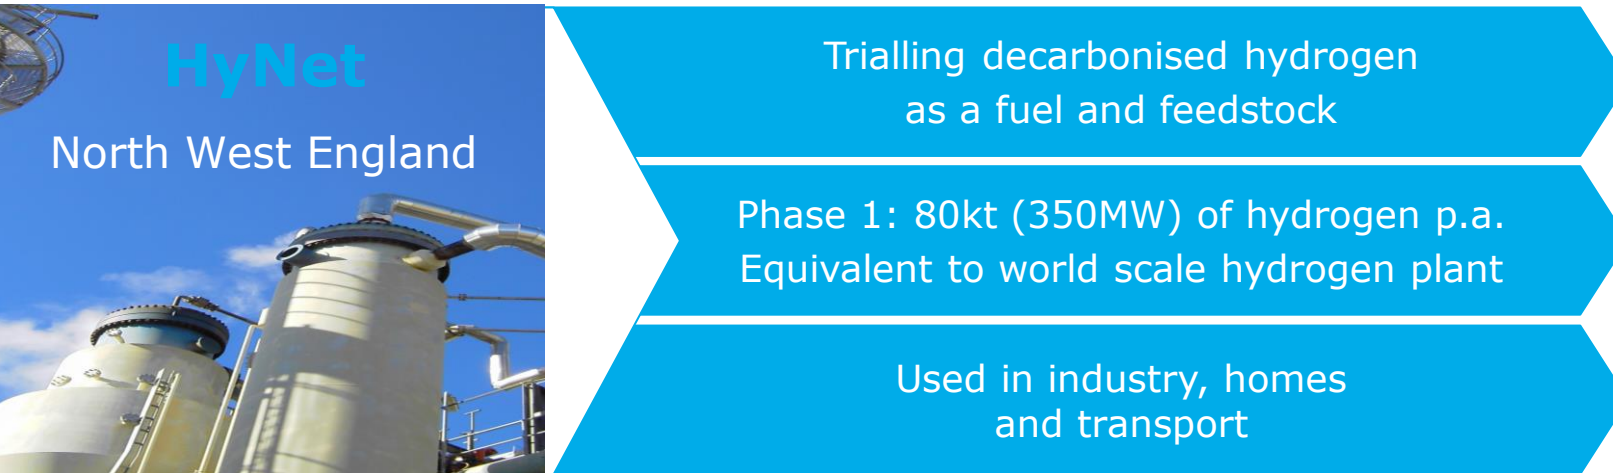 HyNet
North West England
Trialling decarbonised hydrogen
as a fuel and feedstock
Phase 1: 80kt (350MW) of hydrogen p.a.
Equivalent to world scale hydrogen plant
Used in industry, homes
and transport